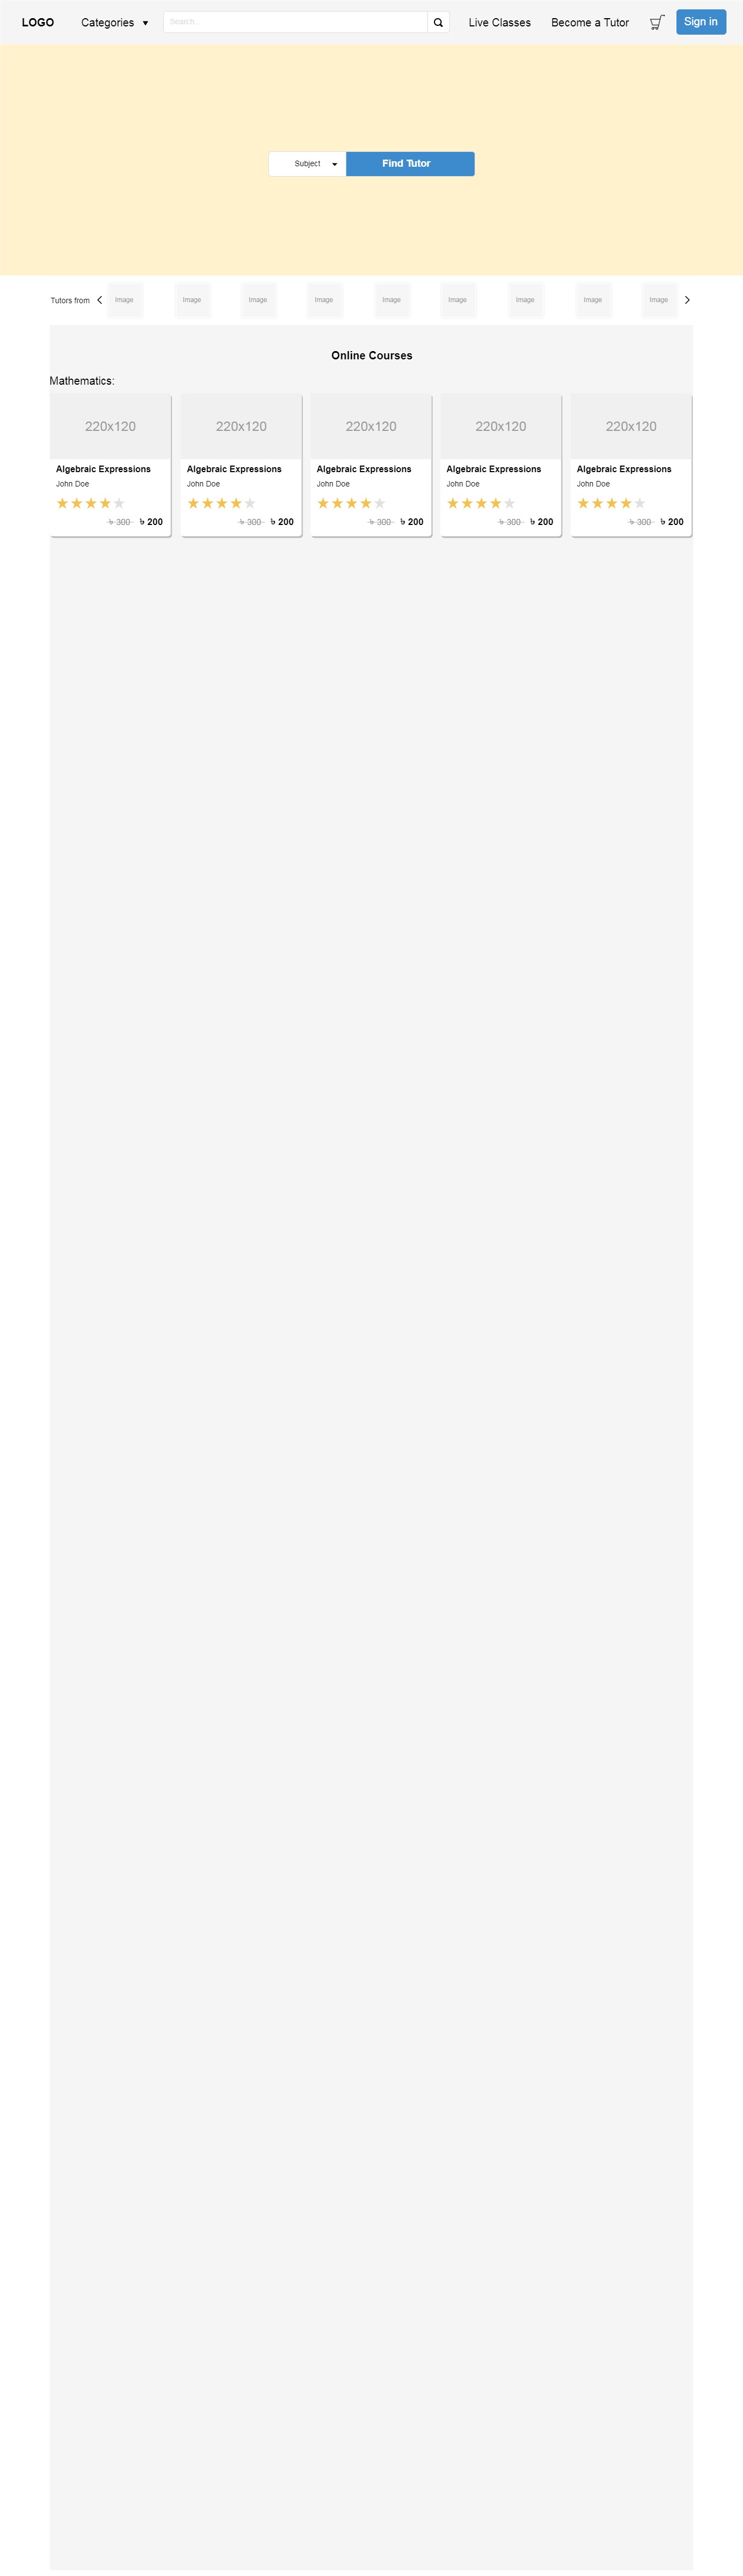 LOGO Categories Search... Live Classes Become a Tutor Sign in
Subject Find Tutor
Tutors from Image Image Image Image Image Image Image Image Image
Online Courses
Mathematics:
220x120 220x120 220x120 220x120 220x120
Algebraic Expressions Algebraic Expressions Algebraic Expressions Algebraic Expressions Algebraic Expressions
John Doe John Doe John Doe John Doe John Doe
৳ 300 ৳ 200 ৳ 300 ৳ 200 ৳ 300 ৳ 200 ৳ 300 ৳ 200 ৳ 300 ৳ 200